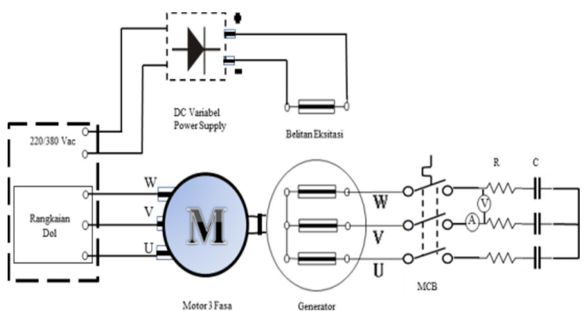 DC Variabel
Power Supply
Belitan Eksitasi
220/380 Vac
Rangkaian
Dol
W
V
U
M
Motor 3 Fasa
Generator
W
V
U
MCB
R
C
V
A